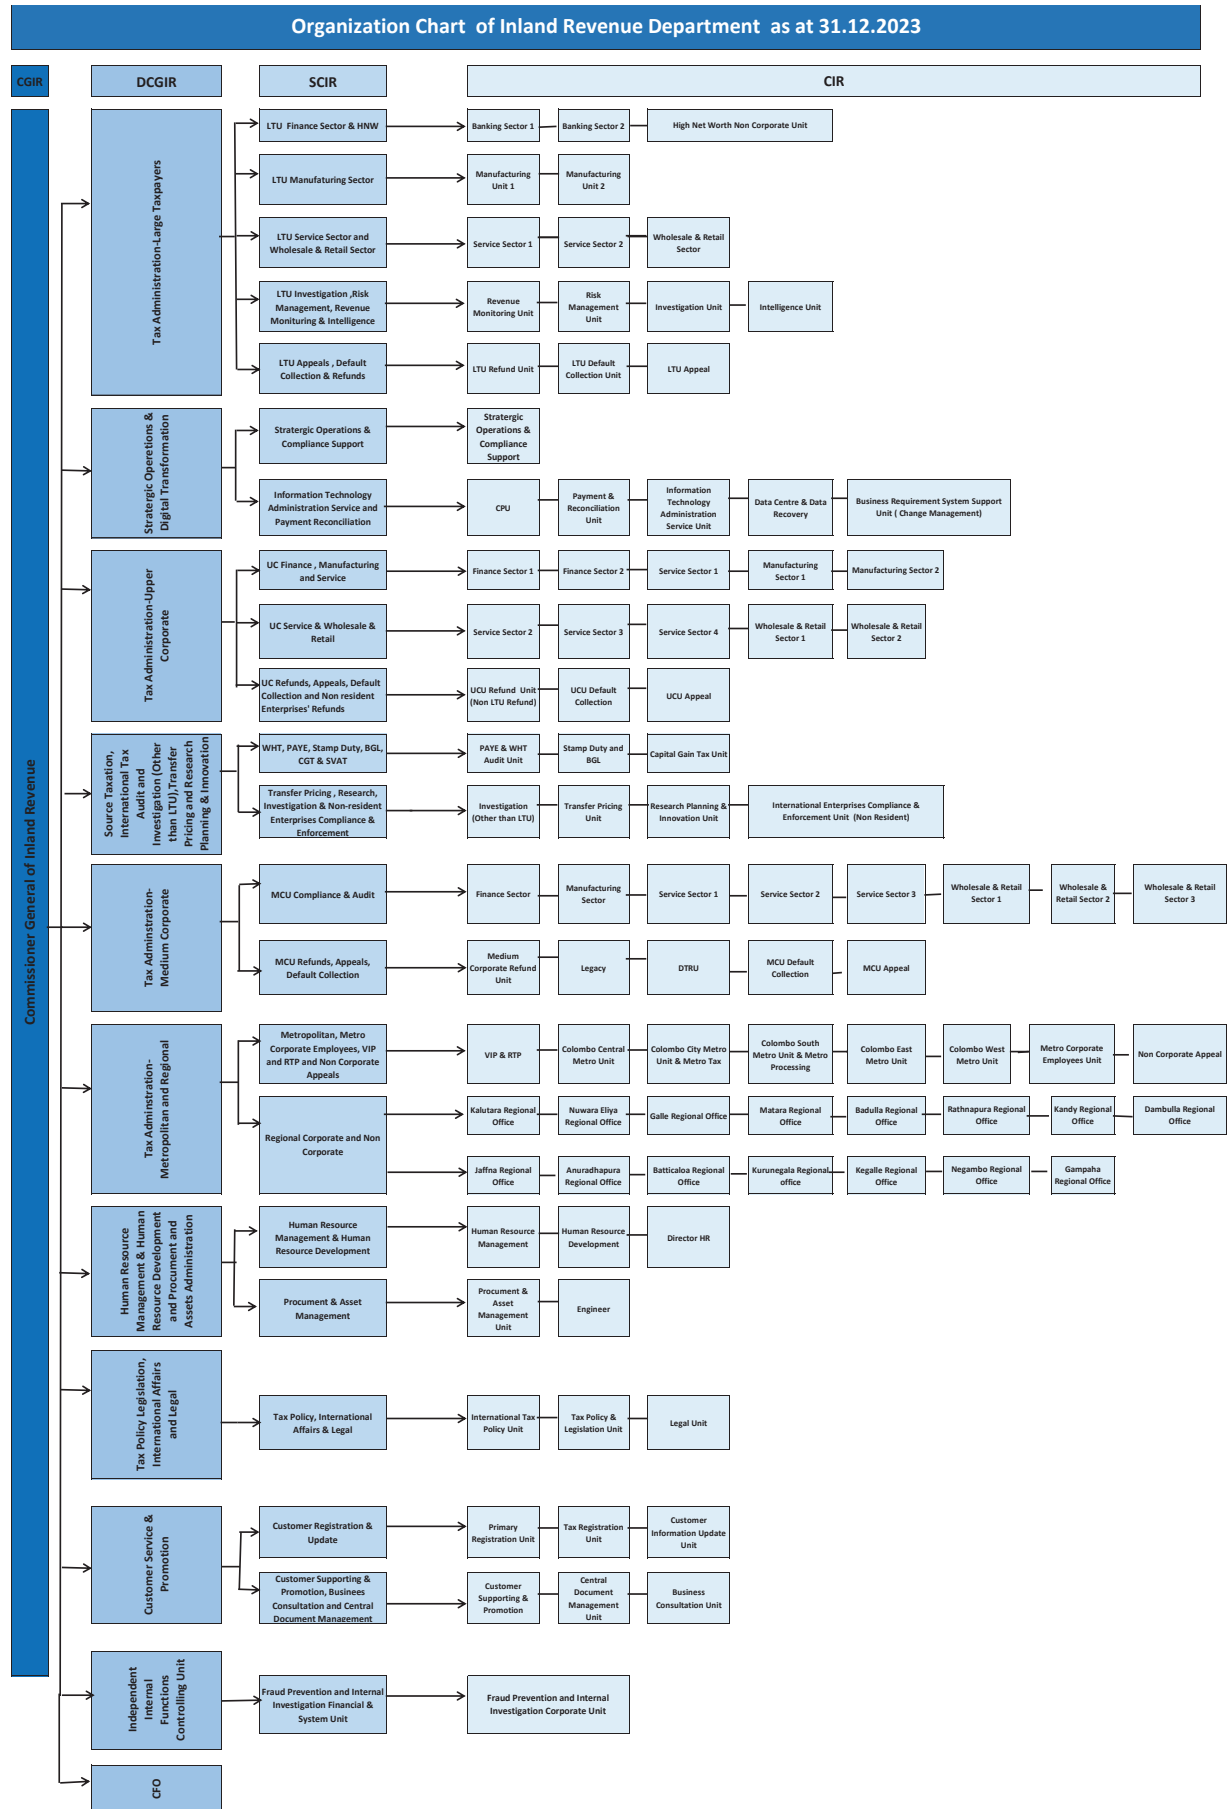 Organization Chart of Inland Revenue Department as at 31.12.2023
CGIR
DCGIR
SCIR
CIR
Commissioner General of Inland Revenue
Tax Administration-Large Taxpayers
LTU Finance Sector & HNW
Banking Sector 1
Banking Sector 2
High Net Worth Non Corporate Unit
LTU Manufaturing Sector
Manufacturing
Unit 1
Manufacturing
Unit 2
LTU Service Sector and
Wholesale & Retail Sector
Service Sector 1
Service Sector 2
Wholesale & Retail
Sector
LTU Investigation ,Risk
Management, Revenue
Monituring & Intelligence
Revenue
Monitoring Unit
Risk
Management
Unit
Investigation Unit
Intelligence Unit
LTU Appeals , Default
Collection & Refunds
LTU Refund Unit
LTU Default
Collection Unit
LTU Appeal
Stratergic Operetions &
Digital Transformation
Stratergic Operations &
Compliance Support
Stratergic
Operations &
Compliance
Support
Information Technology
Administration Service and
Payment Reconciliation
CPU
Payment &
Reconciliation
Unit
Information
Technology
Administration
Service Unit
Data Centre & Data
Recovery
Business Requirement System Support
Unit ( Change Management)
Tax Administration-Upper
Corporate
UC Finance , Manufacturing
and Service
Finance Sector 1
Finance Sector 2
Service Sector 1
Manufacturing
Sector 1
Manufacturing Sector 2
UC Service & Wholesale &
Retail
Service Sector 2
Service Sector 3
Service Sector 4
Wholesale & Retail
Sector 1
Wholesale & Retail
Sector 2
UC Refunds, Appeals, Default
Collection and Non resident
Enterprises' Refunds
UCU Refund Unit
(Non LTU Refund)
UCU Default
Collection
UCU Appeal
Source Taxation,
International Tax
Audit and
Investigation (Other
than LTU),Transfer
Pricing and Research
Planning & Innovation
WHT, PAYE, Stamp Duty, BGL,
CGT & SVAT
PAYE & WHT
Audit Unit
Stamp Duty and
BGL
Capital Gain Tax Unit
Transfer Pricing , Research,
Investigation & Non-resident
Enterprises Compliance &
Enforcement
Investigation
(Other than LTU)
Transfer Pricing
Unit
Research Planning &
Innovation Unit
International Enterprises Compliance &
Enforcement Unit (Non Resident)
Tax Adminstration-
Medium Corporate
MCU Compliance & Audit
Finance Sector
Manufacturing
Sector
Service Sector 1
Service Sector 2
Service Sector 3
Wholesale & Retail
Sector 1
Wholesale &
Retail Sector 2
Wholesale & Retail
Sector 3
MCU Refunds, Appeals,
Default Collection
Medium
Corporate Refund
Unit
Legacy
DTRU
MCU Default
Collection
MCU Appeal
Tax Adminstration-
Metropolitan and Regional
Metropolitan, Metro
Corporate Employees, VIP
and RTP and Non Corporate
Appeals
VIP & RTP
Colombo Central
Metro Unit
Colombo City Metro
Unit & Metro Tax
Colombo South
Metro Unit & Metro
Processing
Colombo East
Metro Unit
Colombo West
Metro Unit
Metro Corporate
Employees Unit
Non Corporate Appeal
Regional Corporate and Non
Corporate
Kalutara Regional
Office
Nuwara Eliya
Regional Office
Galle Regional Office
Matara Regional
Office
Badulla Regional
Office
Rathnapura Regional
Office
Kandy Regional
Office
Dambulla Regional
Office
Jaffna Regional
Office
Anuradhapura
Regional Office
Batticaloa Regional
Office
Kurunegala Regional
office
Kegalle Regional
Office
Negambo Regional
Office
Gampaha
Regional Office
Human Resource
Management & Human
Resource Development
and Procument and
Assets Administration
Human Resource
Management & Human
Resource Development
Human Resource
Management
Human Resource
Development
Director HR
Procument & Asset
Management
Procument &
Asset
Management
Unit
Engineer
Tax Policy Legislation,
International Affairs
and Legal
Tax Policy, International
Affairs & Legal
International Tax
Policy Unit
Tax Policy &
Legislation Unit
Legal Unit
Customer Service &
Promotion
Customer Registration &
Update
Primary
Registration Unit
Tax Registration
Unit
Customer
Information Update
Unit
Customer Supporting &
Promotion, Businees
Consultation and Central
Document Management
Customer
Supporting &
Promotion
Central
Document
Management
Unit
Business
Consultation Unit
Independent
Internal
Functions
Controlling Unit
Fraud Prevention and Internal
Investigation Financial &
System Unit
Fraud Prevention and Internal
Investigation Corporate Unit
CFO